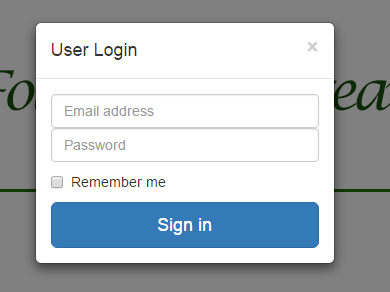 User Login ×
Email address
Password
Remember me
Sign in